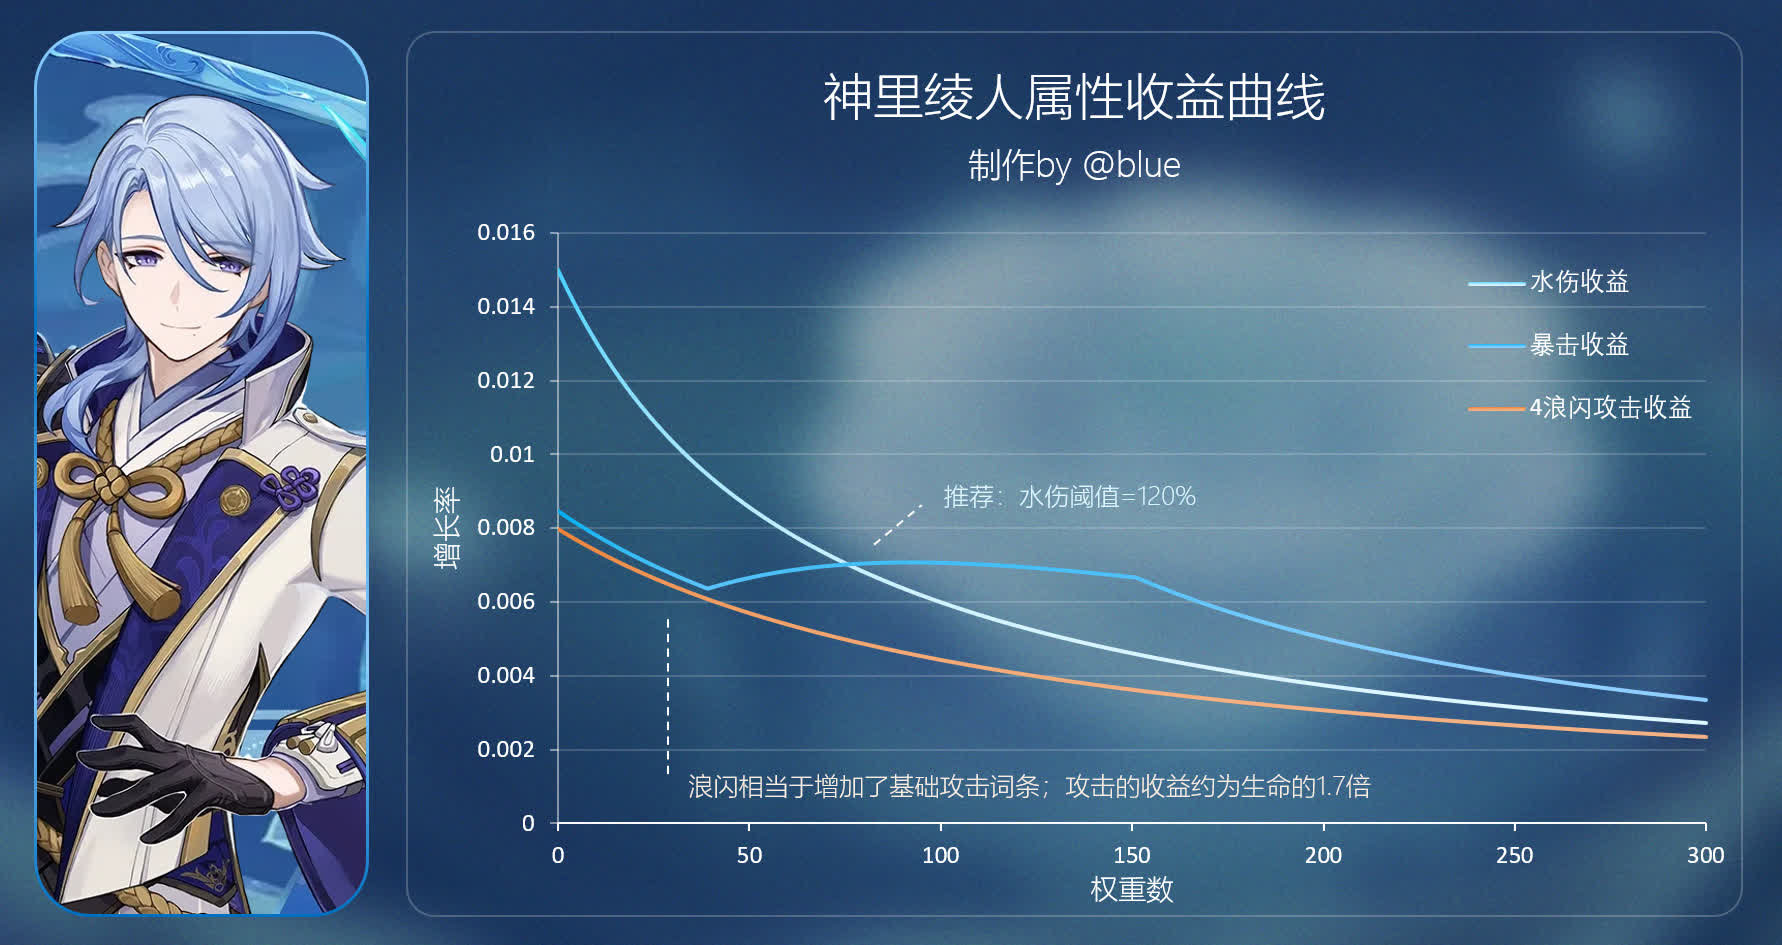 神里绫人属性收益曲线
制作by @blue
0.016
0.014
0.012
0.01
0.008
0.006
0.004
0.002
0
增长率
水伤收益
暴击收益
4浪闪攻击收益
推荐：水伤阈值=120%
浪闪相当于增加了基础攻击词条；攻击的收益约为生命的1.7倍
0 50 100 150 200 250 300
权重数